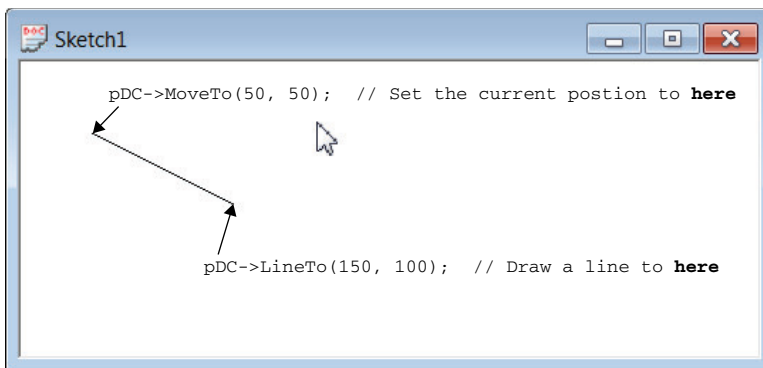 Sketch1
pDC->MoveTo(50, 50);  // Set the current postion to here
pDC->LineTo(150, 100);  // Draw a line to here